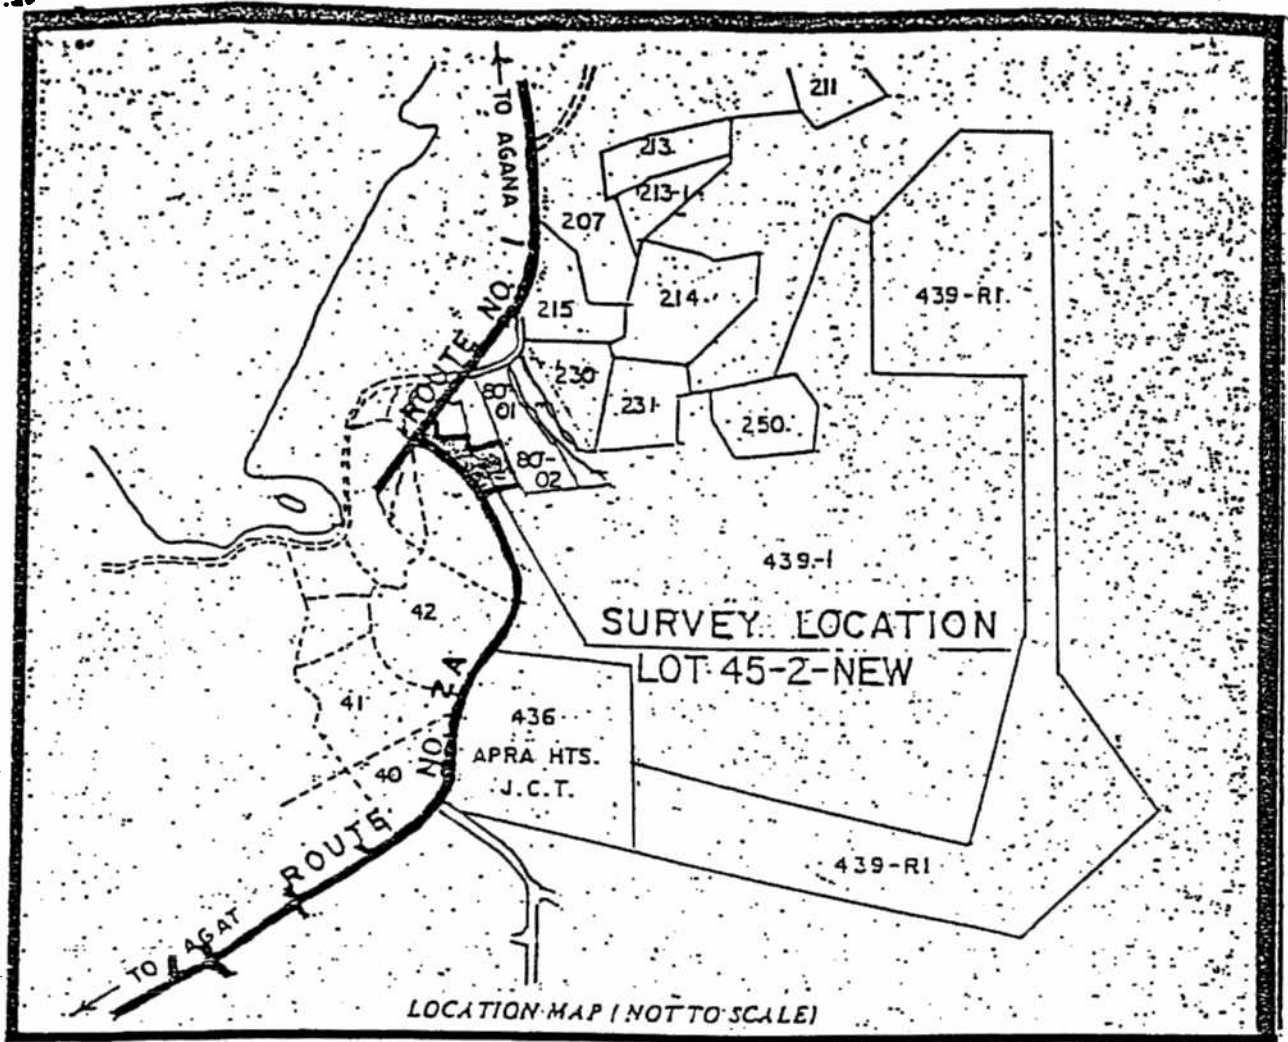 TO AGANA
211
213
213-1
207
215
214
439-R1
ROUTE NO. 1
230
231
250
80-
01
80-
02
439-1
42
SURVEY LOCATION
LOT 45-2-NEW
41
436
APRA HTS.
J.C.T.
40
ROUTE NO. 2A
439-R1
TO AGAT
LOCATION MAP (NOT TO SCALE)